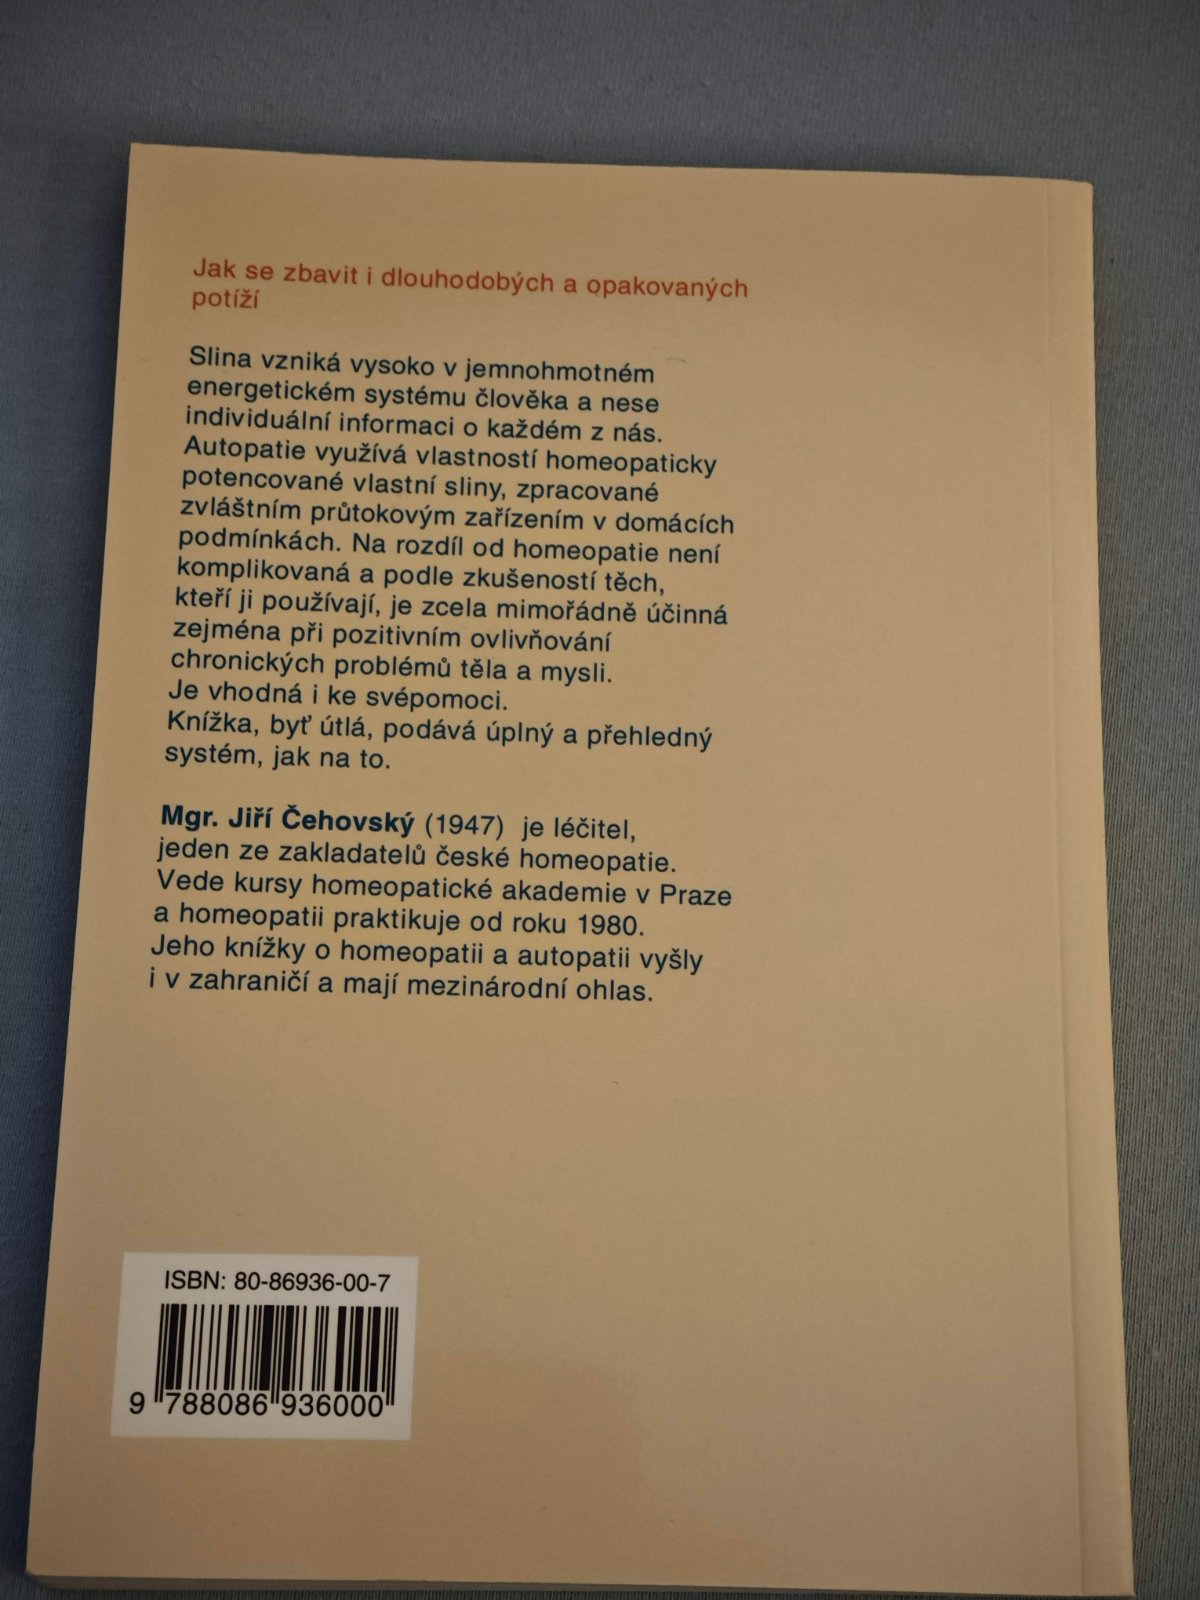 Jak se zbavit i dlouhodobých a opakovaných
potíží
Slina vzniká vysoko v jemnohmotném
energetickém systému člověka a nese
individuální informaci o každém z nás.
Autopatie využívá vlastností homeopaticky
potencované vlastní sliny, zpracované
zvláštním průtokovým zařízením v domácích
podmínkách. Na rozdíl od homeopatie není
komplikovaná a podle zkušeností těch,
kteří ji používají, je zcela mimořádně účinná
zejména při pozitivním ovlivňování
chronických problémů těla a mysli.
Je vhodná i ke svépomoci.
Knížka, byť útlá, podává úplný a přehledný
systém, jak na to.
Mgr. Jiří Čehovský (1947) je léčitel,
jeden ze zakladatelů české homeopatie.
Vede kursy homeopatické akademie v Praze
a homeopatii praktikuje od roku 1980.
Jeho knížky o homeopatii a autopatii vyšly
i v zahraničí a mají mezinárodní ohlas.
ISBN: 80-86936-00-7
9 788086 936000